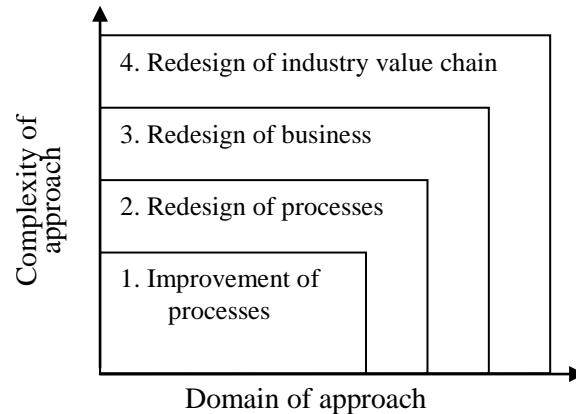 4. Redesign of industry value chain
3. Redesign of business
2. Redesign of processes
1. Improvement of
processes
Complexity of
approach
Domain of approach